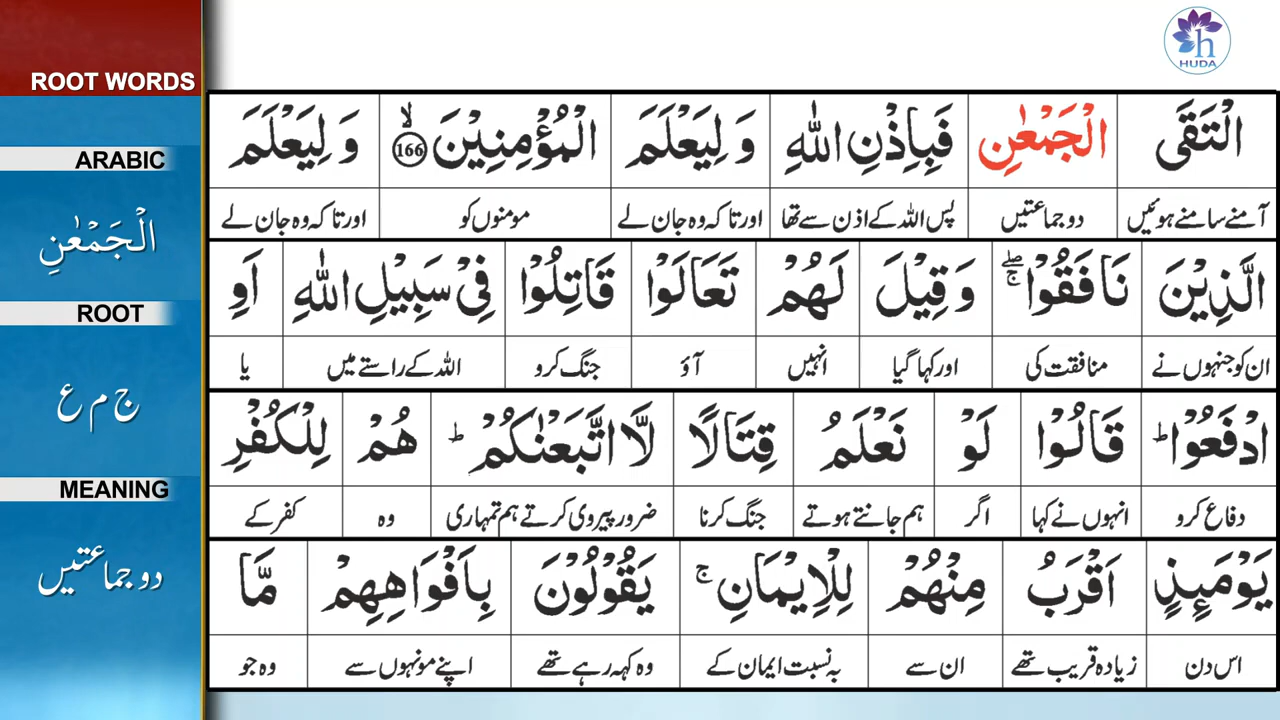 ROOT WORDS
ARABIC
الْجَمْعٰنِ
ROOT
ج م ع
MEANING
دو جماعتیں
h
HUDA
الْتَقَى الْجَمْعٰنِ فَبِاِذْنِ اللّٰهِ وَ لِيَعْلَمَ الْمُؤْمِنِيْنَ ۙ 166 وَ لِيَعْلَمَ
آمنے سامنے ہوئیں دو جماعتیں پس اللہ کے اذن سے تھا اور تاکہ وہ جان لے مومنوں کو اور تاکہ وہ جان لے
الَّذِيْنَ نَافَقُوْا ۖۚ وَ قِيْلَ لَهُمْ تَعَالَوْا قَاتِلُوْا فِيْ سَبِيْلِ اللّٰهِ اَوِ
ان کو جنہوں نے منافقت کی اور کہا گیا انہیں آؤ جنگ کرو اللہ کے راستے میں یا
ادْفَعُوْا ؕ قَالُوْا لَوْ نَعْلَمُ قِتَالًا لَّا اتَّبَعْنٰكُمْ ؕ هُمْ لِلْكُفْرِ
دفاع کرو انہوں نے کہا اگر ہم جانتے ہوتے جنگ کرنا ضرور پیروی کرتے ہم تمہاری وہ کفر کے
يَوْمَئِذٍ اَقْرَبُ مِنْهُمْ لِلْاِيْمَانِ ۚ يَقُوْلُوْنَ بِاَفْوَاهِهِمْ مَّا
اس دن زیادہ قریب تھے ان سے بہ نسبت ایمان کے وہ کہہ رہے تھے اپنے مونہوں سے وہ جو